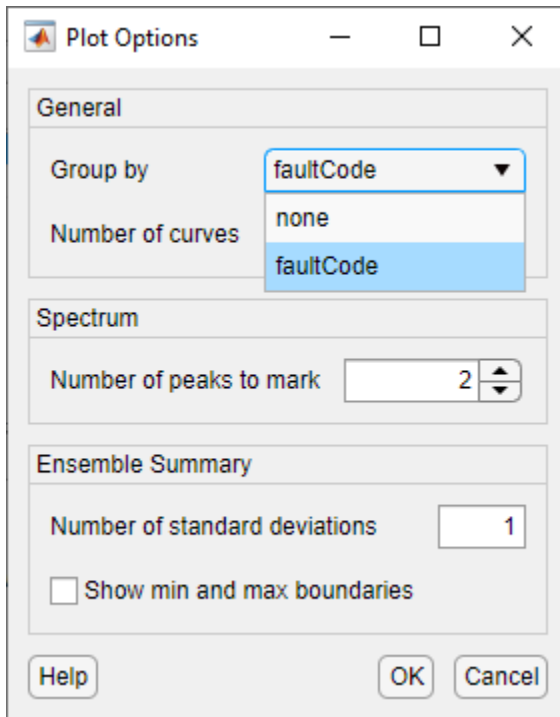 Plot Options
General
Group by faultCode
none
Number of curves
faultCode
Spectrum
Number of peaks to mark 2
Ensemble Summary
Number of standard deviations 1
Show min and max boundaries
Help OK Cancel